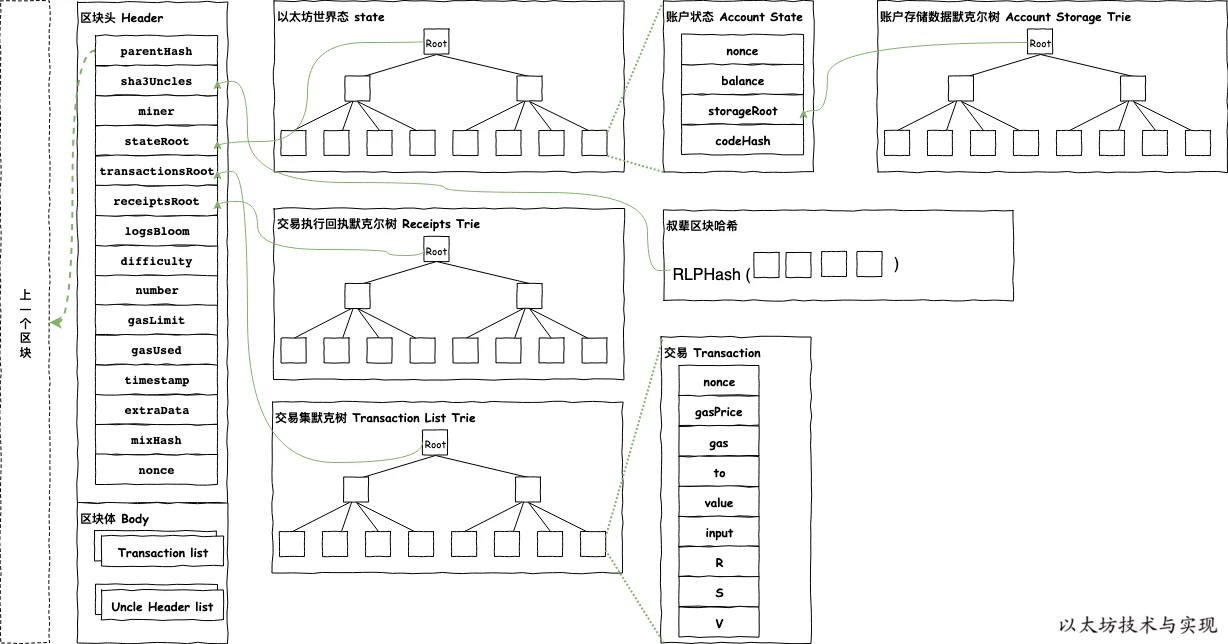 上一个区块
区块头 Header
parentHash
sha3Uncles
miner
stateRoot
transactionsRoot
receiptsRoot
logsBloom
difficulty
number
gasLimit
gasUsed
timestamp
extraData
mixHash
nonce
区块体 Body
Transaction list
Uncle Header list
以太坊世界态 state
Root
交易执行回执默克尔树 Receipts Trie
Root
交易集默克树 Transaction List Trie
Root
账户状态 Account State
nonce
balance
storageRoot
codeHash
账户存储数据默克尔树 Account Storage Trie
Root
叔辈区块哈希
RLPHash ( )
交易 Transaction
nonce
gasPrice
gas
to
value
input
R
S
V
以太坊技术与实现